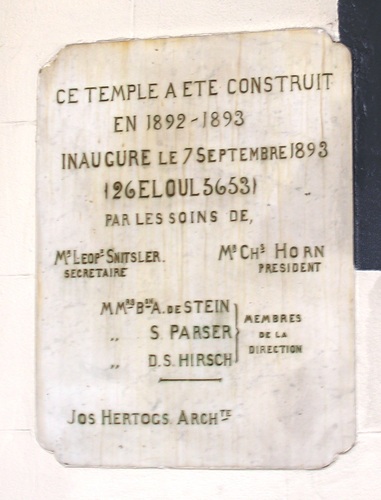 CE TEMPLE A ETE CONSTRUIT
EN 1892-1893
INAUGURE LE 7 SEPTEMBRE 1893
(26 ELOUL 5653)
PAR LES SOINS DE,
Mr Leops Snitsler. Mr Chs Horn
SECRETAIRE PRESIDENT
MMrs Bon A. de STEIN
„ S. PARSER
„ D.S. HIRSCH
MEMBRES
DE LA
DIRECTION
JOS HERTOGS ARCHte